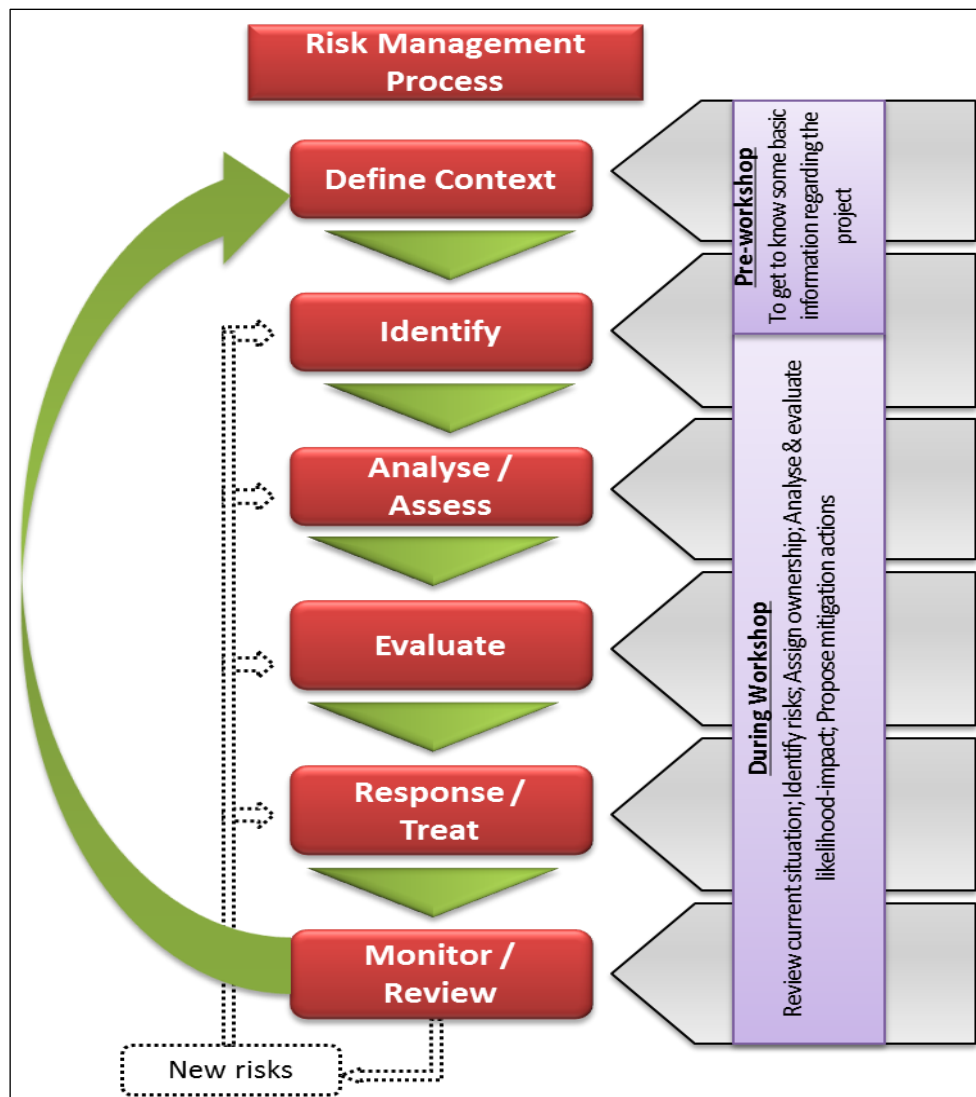 Risk Management
Process
Define Context
Identify
Analyse /
Assess
Evaluate
Response /
Treat
Monitor /
Review
New risks
Pre-workshop
To get to know some basic
information regarding the
project
During Workshop
Review current situation; Identify risks; Assign ownership; Analyse & evaluate
likelihood-impact; Propose mitigation actions